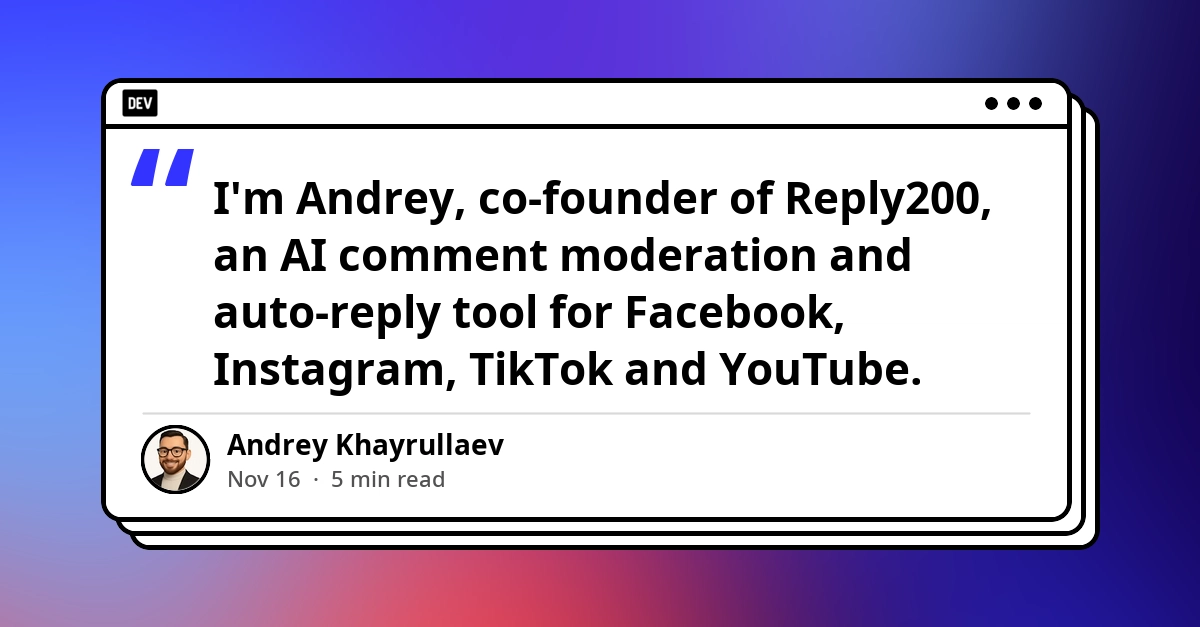 DEV
I'm Andrey, co-founder of Reply200,
an AI comment moderation and
auto-reply tool for Facebook,
Instagram, TikTok and YouTube.
Andrey Khayrullaev
Nov 16 · 5 min read